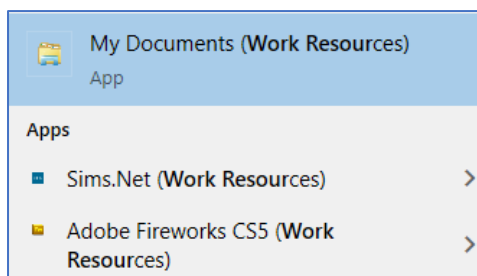 My Documents (Work Resources)
App
Apps
Sims.Net (Work Resources)
Adobe Fireworks CS5 (Work
Resources)